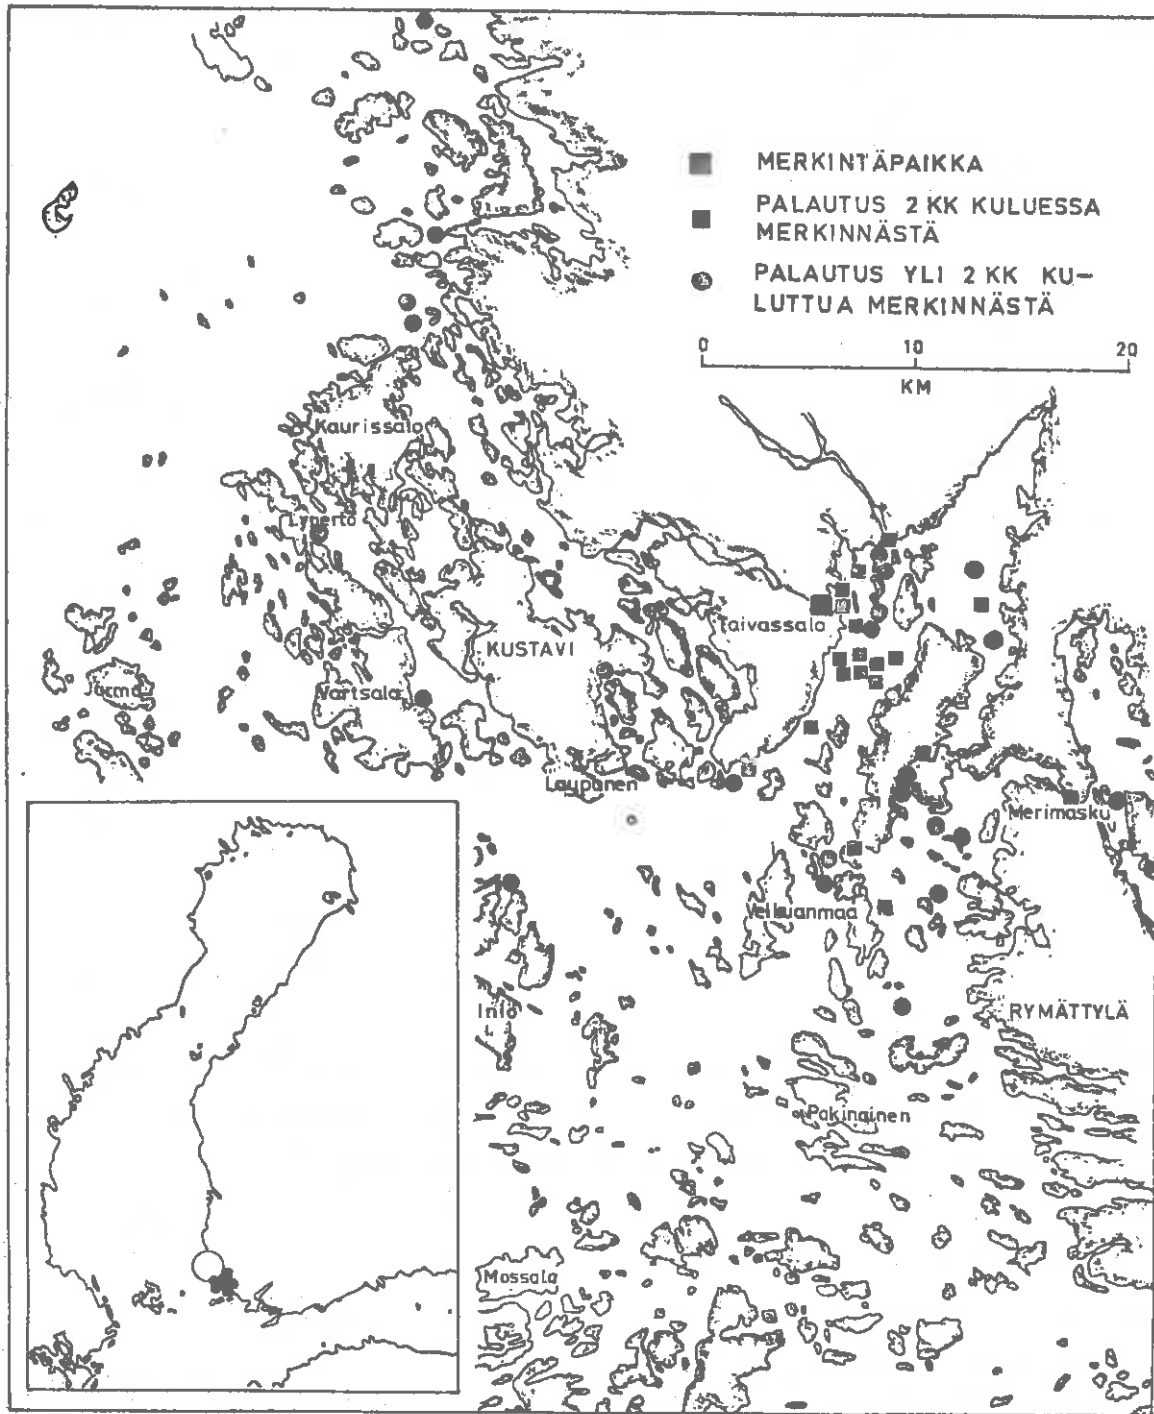 MERKINTÄPAIKKA
PALAUTUS 2 KK KULUESSA
MERKINNÄSTÄ
PALAUTUS YLI 2 KK KU–
LUTTUA MERKINNÄSTÄ
0 10 20
KM
Kaurissalo
Lypertö
Taivassalo
KUSTAVI
Jurmo
Vartsala
Laupunen
Merimasku
Velkuanmaa
Iniö
RYMÄTTYLÄ
Pakinainen
Mossala